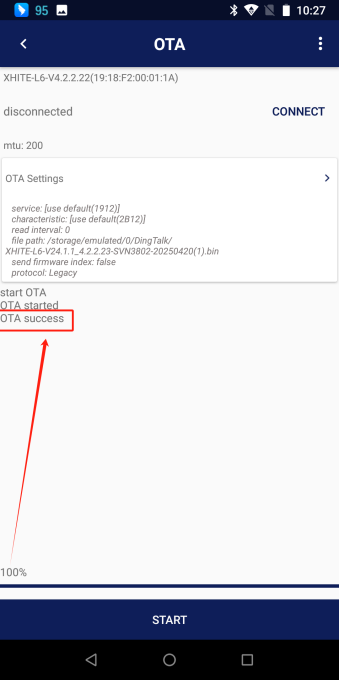 95
10:27
OTA
XHITE-L6-V4.2.2.22(19:18:F2:00:01:1A)
disconnected
CONNECT
mtu: 200
OTA Settings
service: [use default(1912)]
characteristic: [use default(2B12)]
read interval: 0
file path: /storage/emulated/0/DingTalk/
XHITE-L6-V24.1.1_4.2.2.23-SVN3802-20250420(1).bin
send firmware index: false
protocol: Legacy
start OTA
OTA started
OTA success
100%
START